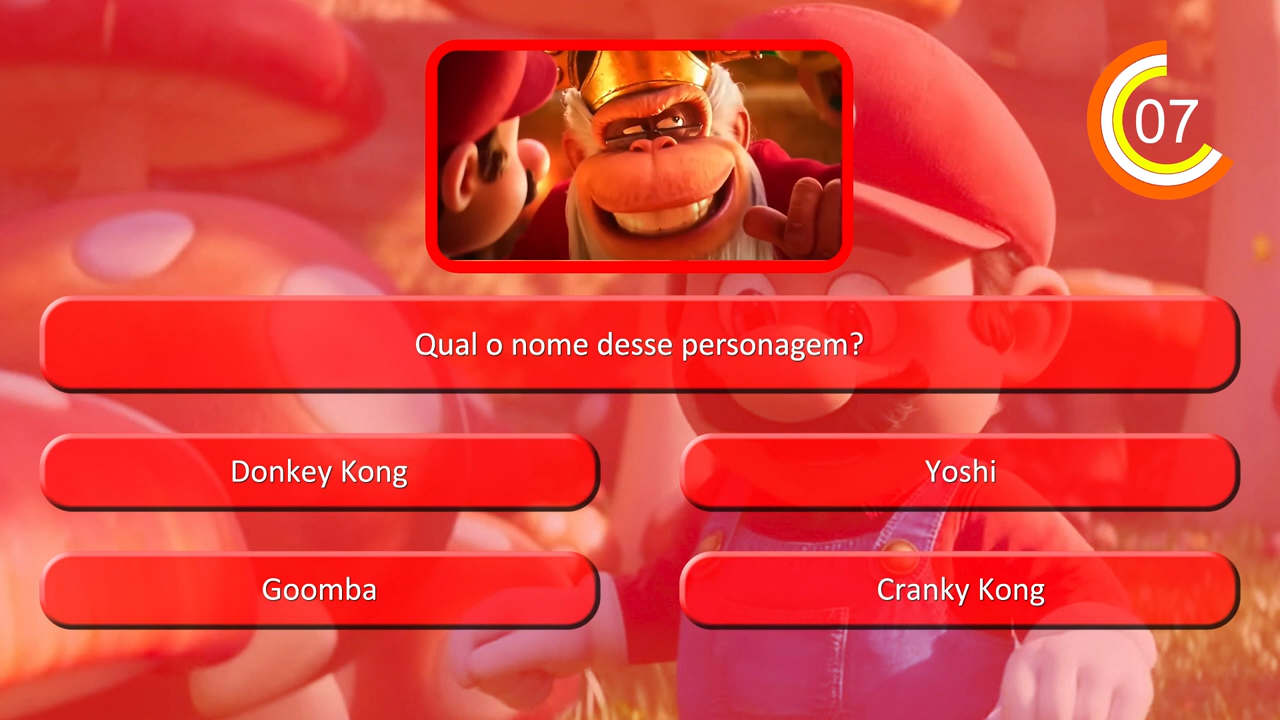 07
Qual o nome desse personagem?
Donkey Kong
Yoshi
Goomba
Cranky Kong